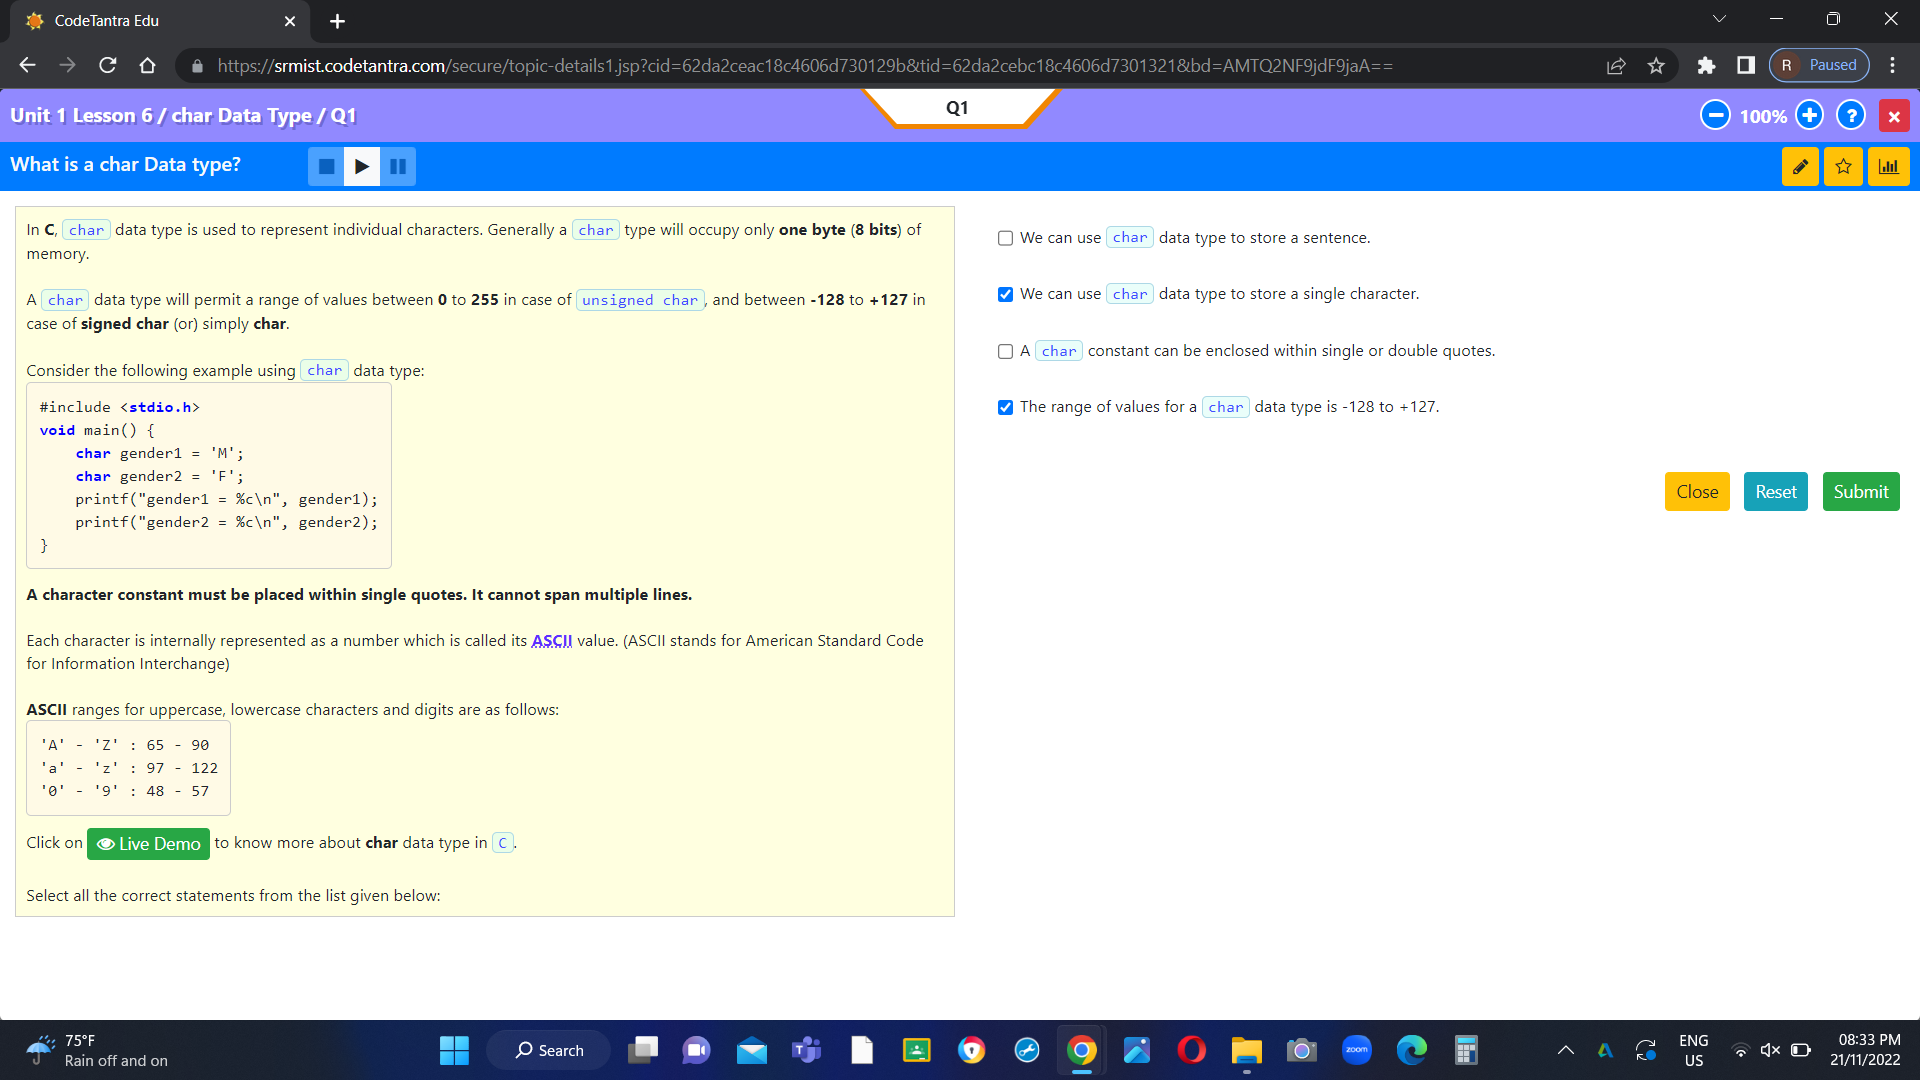 CodeTantra Edu
https://srmist.codetantra.com/secure/topic-details1.jsp?cid=62da2ceac18c4606d730129b&tid=62da2cebc18c4606d7301321&bd=AMTQ2NF9jdF9jaA==
R Paused
Unit 1 Lesson 6 / char Data Type / Q1
Q1
100%
?
What is a char Data type?
In C, char data type is used to represent individual characters. Generally a char type will occupy only one byte (8 bits) of
memory.
A char data type will permit a range of values between 0 to 255 in case of unsigned char, and between -128 to +127 in
case of signed char (or) simply char.
Consider the following example using char data type:
#include <stdio.h>
void main() {
    char gender1 = 'M';
    char gender2 = 'F';
    printf("gender1 = %c\n", gender1);
    printf("gender2 = %c\n", gender2);
}
A character constant must be placed within single quotes. It cannot span multiple lines.
Each character is internally represented as a number which is called its ASCII value. (ASCII stands for American Standard Code
for Information Interchange)
ASCII ranges for uppercase, lowercase characters and digits are as follows:
'A' - 'Z' : 65 - 90
'a' - 'z' : 97 - 122
'0' - '9' : 48 - 57
Click on Live Demo to know more about char data type in C.
Select all the correct statements from the list given below:
We can use char data type to store a sentence.
We can use char data type to store a single character.
A char constant can be enclosed within single or double quotes.
The range of values for a char data type is -128 to +127.
Close Reset Submit
75°F
Rain off and on
Search
zoom
ENG
US
08:33 PM
21/11/2022